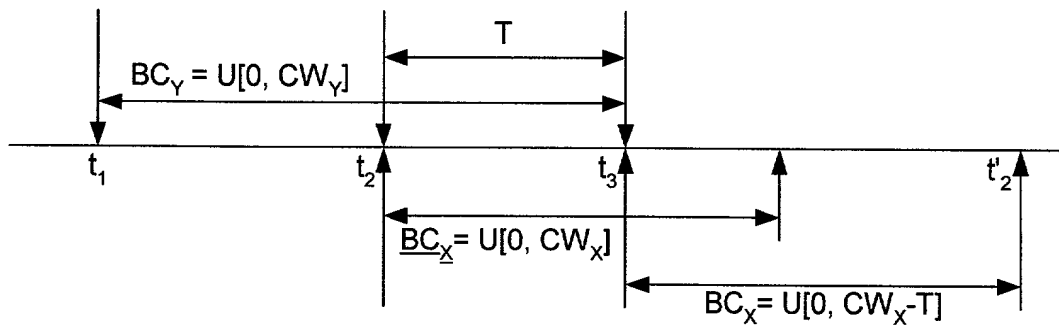 T
BC_Y = U[0, CW_Y]
t_1
t_2
t_3
t'_2
BC_X= U[0, CW_X]
BC_X= U[0, CW_X-T]